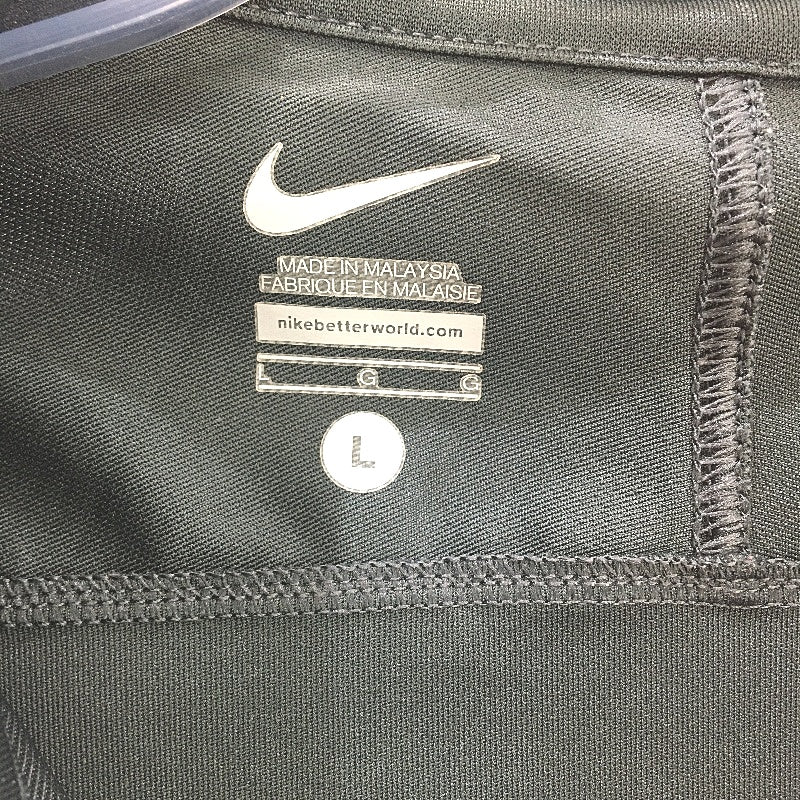 MADE IN MALAYSIA
FABRIQUE EN MALAISIE
nikebetterworld.com
L G G
L